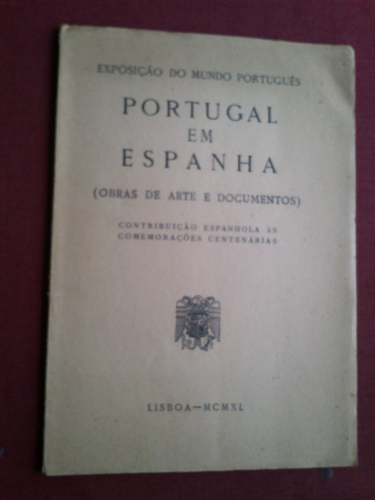 EXPOSIÇÃO DO MUNDO PORTUGUÊS
PORTUGAL
EM
ESPANHA
(OBRAS DE ARTE E DOCUMENTOS)
CONTRIBUIÇÃO ESPANHOLA ÀS
COMEMORAÇÕES CENTENÁRIAS
LISBOA—MCMXL